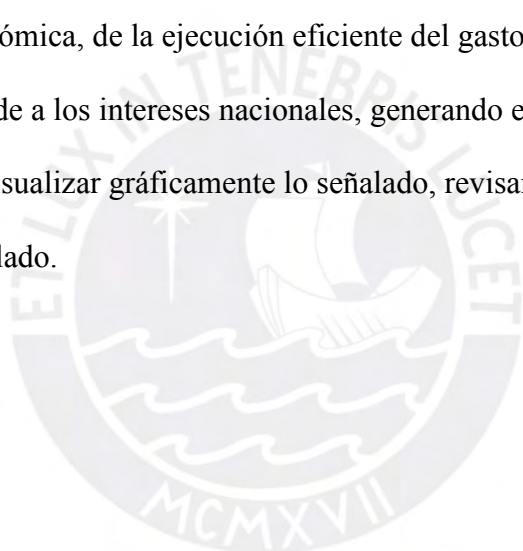 ómica, de la ejecución eficiente del gasto
de a los intereses nacionales, generando e
sualizar gráficamente lo señalado, revisar
lado.
ET LUX IN TENEBRIS LUCET
MCMXVII